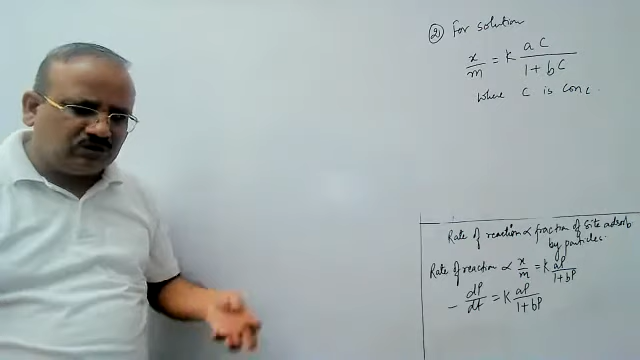 ② For solution
x/m = K aC/1+bC
where C is conc.
Rate of reaction ∝ fraction of site adsorb
by particles.
Rate of reaction ∝ x/m = K aP/1+bP
- dP/dt = K aP/1+bP